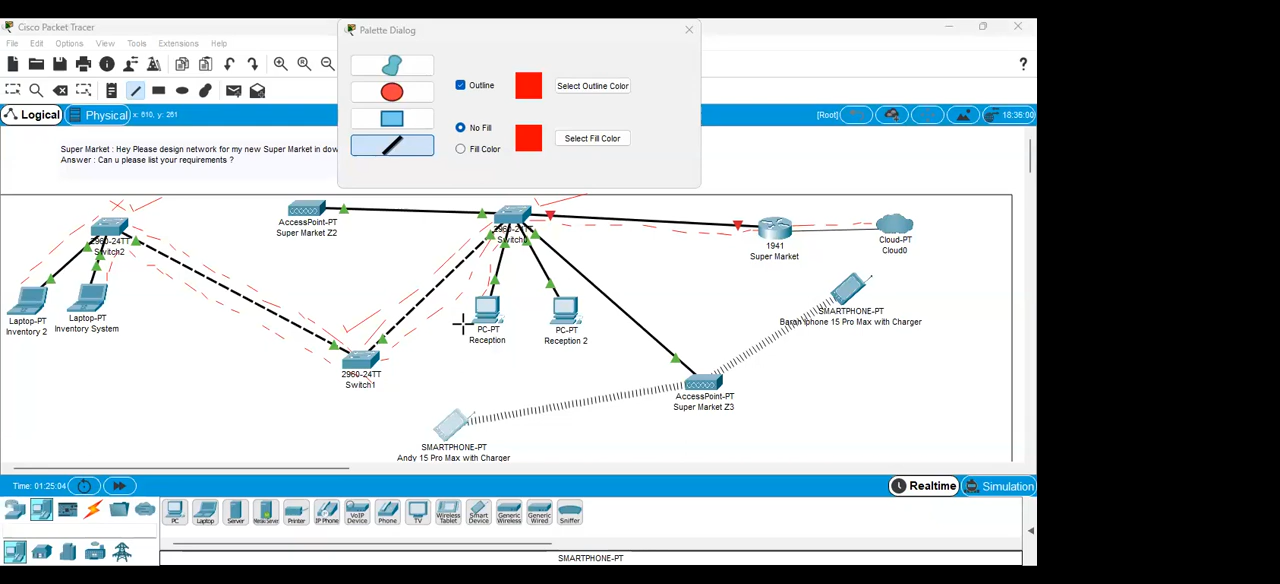 Cisco Packet Tracer
Palette Dialog
File Edit Options View Tools Extensions Help
Outline
Select Outline Color
No Fill
Fill Color
Select Fill Color
Logical
Physical
x: 610, y: 261
[Root]
18:36:00
Super Market : Hey Please design network for my new Super Market in dow
Answer : Can u please list your requirements ?
AccessPoint-PT
Super Market Z2
2960-24TT
Switch2
2960-24TT
1941
Super Market
Cloud-PT
Cloud0
Laptop-PT
Inventory 2
Laptop-PT
Inventory System
PC-PT
Reception
PC-PT
Reception 2
SMARTPHONE-PT
phone 15 Pro Max with Charger
2960-24TT
Switch1
AccessPoint-PT
Super Market Z3
SMARTPHONE-PT
Andy 15 Pro Max with Charger
Time: 01:25:04
Realtime
Simulation
PC
Laptop
Server
Printer
IP Phone
VoIP Device
Phone
TV
Wireless Tablet
Smart Device
Generic Wireless
Generic Wired
Sniffer
SMARTPHONE-PT